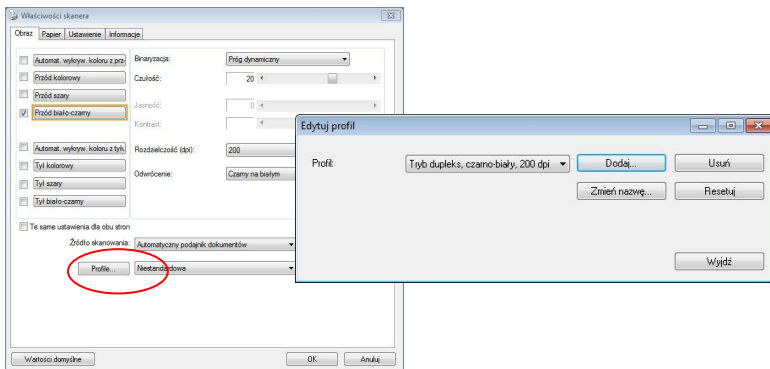 Właściwości skanera
Obraz Papier Ustawienie Informacje
Automat. wykryw. koloru z prz
Przód kolorowy
Przód szary
Przód biało-czarny
Automat. wykryw. koloru z tyłu
Tył kolorowy
Tył szary
Tył biało-czarny
Binaryzacja: Próg dynamiczny
Czułość: 20
Jasność: 0
Kontrast:
Rozdzielczość (dpi): 200
Odwrócenie: Czarny na białym
Te same ustawienia dla obu stron
Źródło skanowania: Automatyczny podajnik dokumentów
Profile... Niestandardowa
Wartości domyślne OK Anuluj
Edytuj profil
Profil: Tryb dupleks, czarno-biały, 200 dpi Dodaj... Usuń
Zmień nazwę... Resetuj
Wyjdź